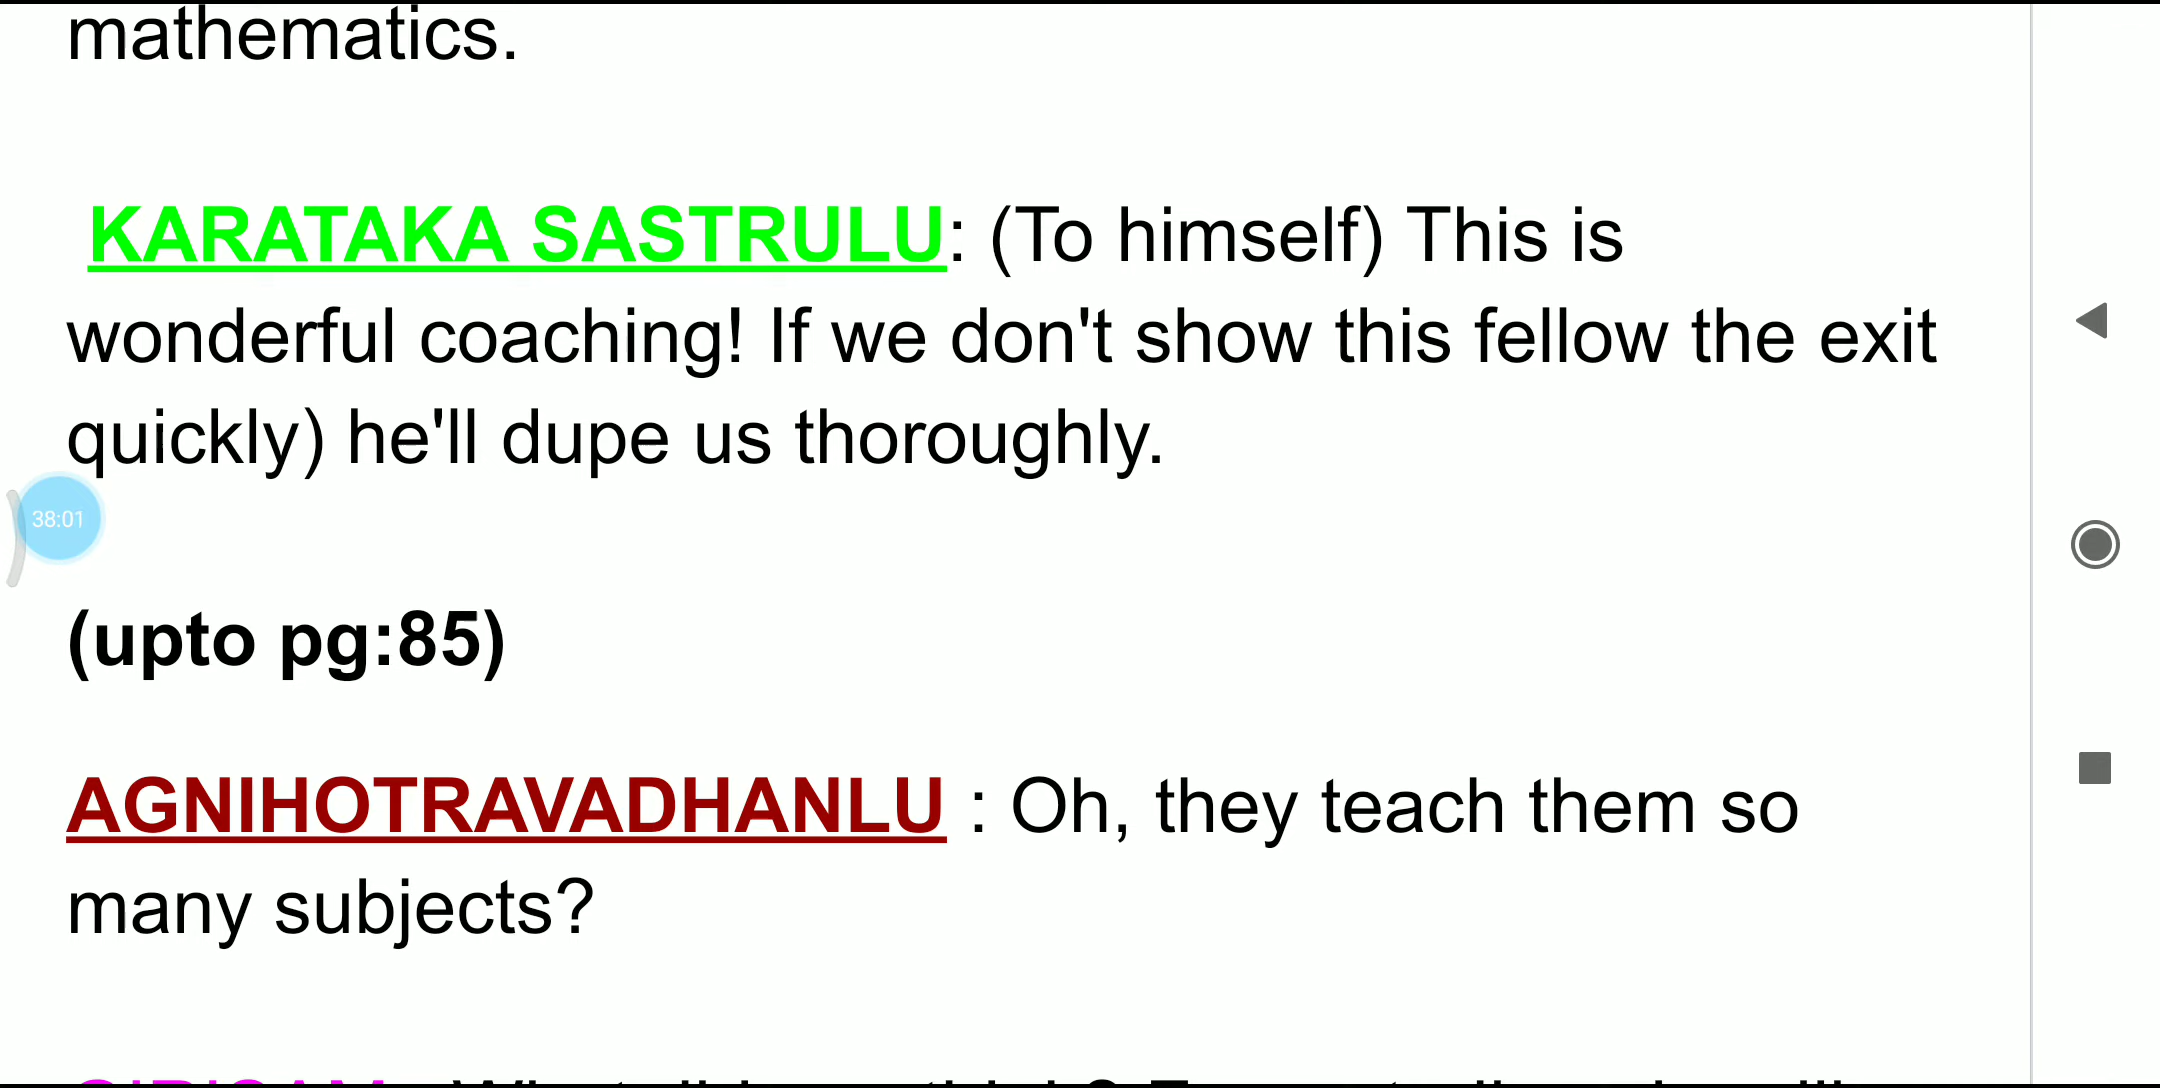 mathematics.
KARATAKA SASTRULU: (To himself) This is
wonderful coaching! If we don't show this fellow the exit
quickly) he'll dupe us thoroughly.
38:01
(upto pg:85)
AGNIHOTRAVADHANLU : Oh, they teach them so
many subjects?